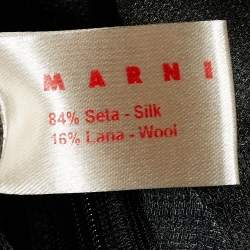 MARNI
84% Seta - Silk
16% Lana - Wool